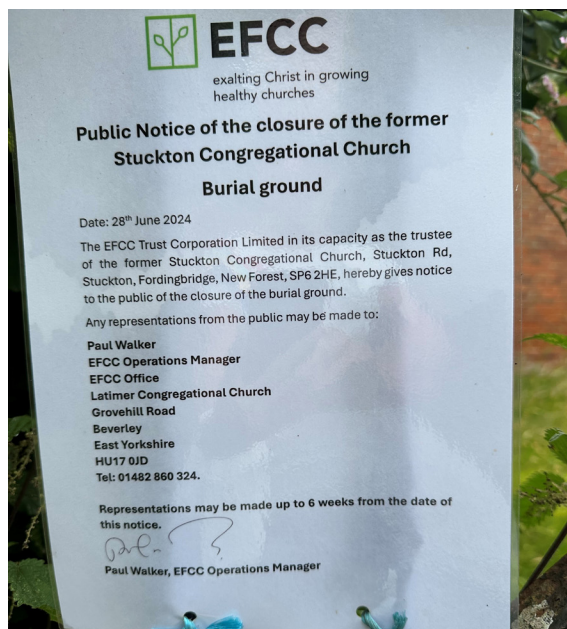 EFCC
exalting Christ in growing
healthy churches
Public Notice of the closure of the former
Stuckton Congregational Church
Burial ground
Date: 28th June 2024
The EFCC Trust Corporation Limited in its capacity as the trustee
of the former Stuckton Congregational Church, Stuckton Rd,
Stuckton, Fordingbridge, New Forest, SP6 2HE, hereby gives notice
to the public of the closure of the burial ground.
Any representations from the public may be made to:
Paul Walker
EFCC Operations Manager
EFCC Office
Latimer Congregational Church
Grovehill Road
Beverley
East Yorkshire
HU17 0JD
Tel: 01482 860 324.
Representations may be made up to 6 weeks from the date of
this notice.
Paul Walker, EFCC Operations Manager